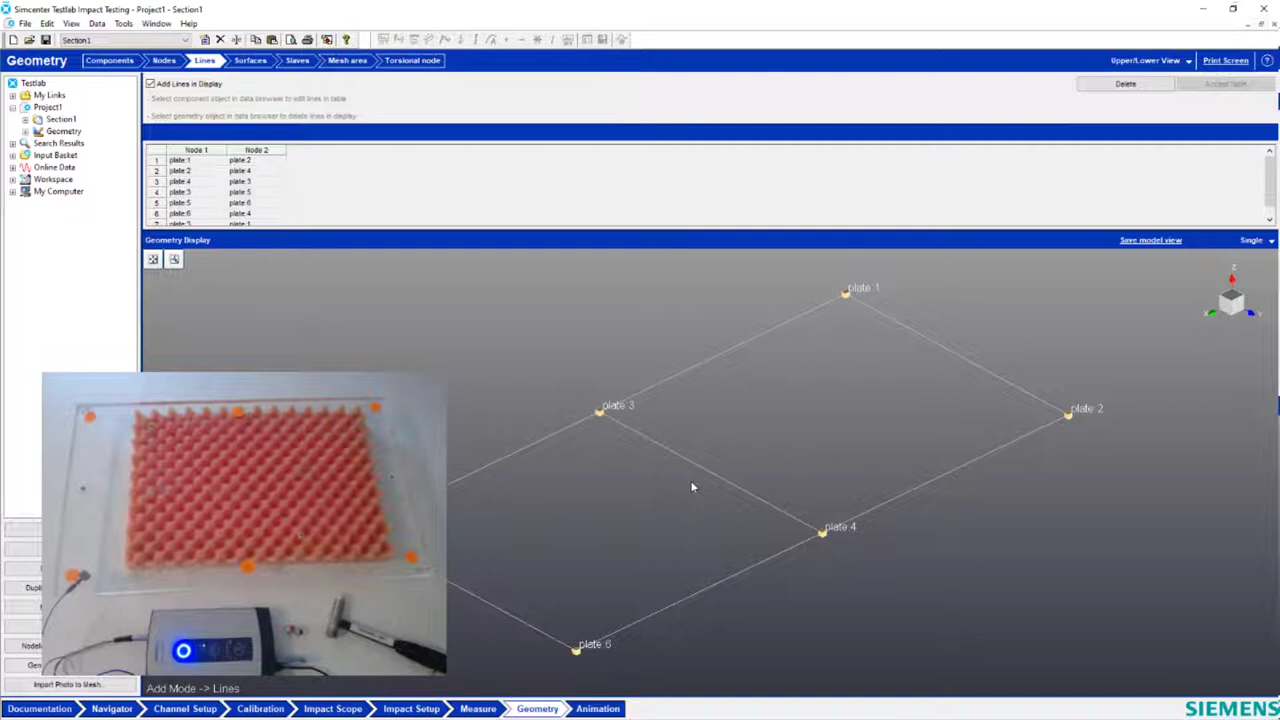 Simcenter Testlab Impact Testing - Project1 - Section1
File Edit View Data Tools Window Help
Section1
Geometry Components Nodes Lines Surfaces Slaves Mesh area Torsional node Upper/Lower View Print Screen
Testlab
My Links
Project1
Section1
Geometry
Search Results
Input Basket
Online Data
Workspace
My Computer
Add Lines in Display
Delete
- Select component object in data browser to edit lines in table
- Select geometry object in data browser to delete lines in display
Node 1 Node 2
1 plate:1 plate:2
2 plate:2 plate:4
3 plate:4 plate:3
4 plate:3 plate:5
5 plate:5 plate:6
6 plate:6 plate:4
7 plate:3 plate:1
Geometry Display Save model view Single
Z
X Y
plate:1
plate:3
plate:2
plate:4
plate:6
Import Photo to Mesh...
Add Mode -> Lines
Documentation Navigator Channel Setup Calibration Impact Scope Impact Setup Measure Geometry Animation
SIEMENS